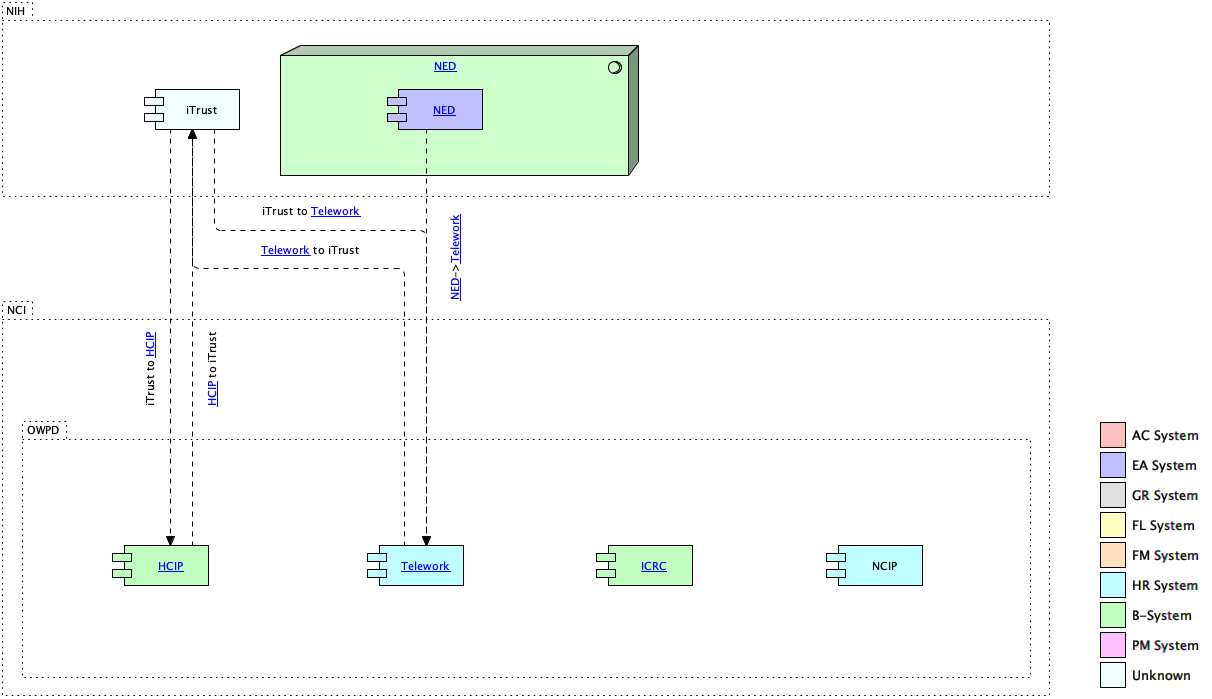 NIH
NED
iTrust
NED
iTrust to Telework
Telework to iTrust
NED->Telework
NCI
iTrust to HCIP
HCIP to iTrust
OWPD
HCIP
Telework
ICRC
NCIP
AC System
EA System
GR System
FL System
FM System
HR System
B-System
PM System
Unknown